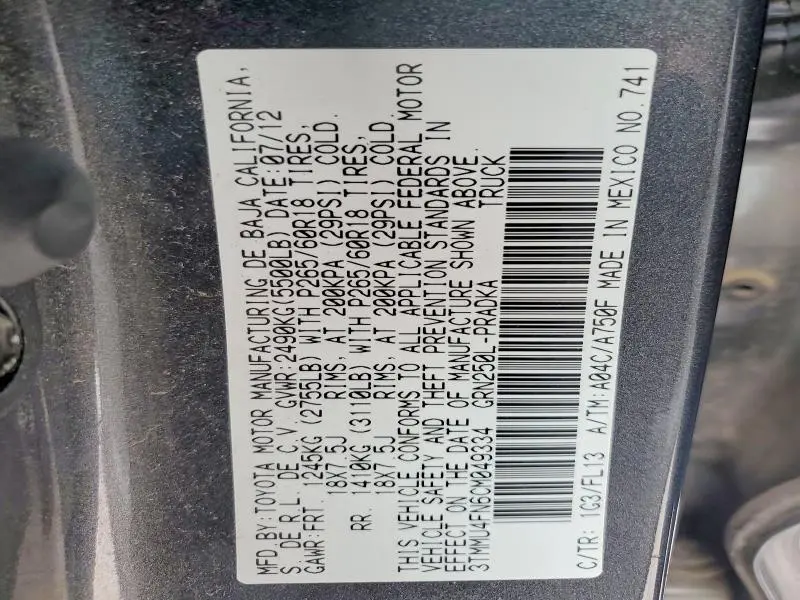 MFD.BY:TOYOTA MOTOR MANUFACTURING DE BAJA CALIFORNIA,
S. DE R.L. DE C.V. GVWR:2490KG(5500LB) DATE:07/12
GAWR:FRT. 1245KG (2755LB) WITH P265/60R18 TIRES,
18X7.5J RIMS, AT 200KPA (29PSI) COLD.
RR. 1410KG (3110LB) WITH P265/60R18 TIRES,
18X7.5J RIMS, AT 200KPA (29PSI) COLD.
THIS VEHICLE CONFORMS TO ALL APPLICABLE FEDERAL MOTOR
VEHICLE SAFETY AND THEFT PREVENTION STANDARDS IN
EFFECT ON THE DATE OF MANUFACTURE SHOWN ABOVE.
3TMMU4FN6CM049334 GRN250L-PRADKA TRUCK
C/TR: 1G3/FL13 A/TM:A04C/A750F MADE IN MEXICO NO.741